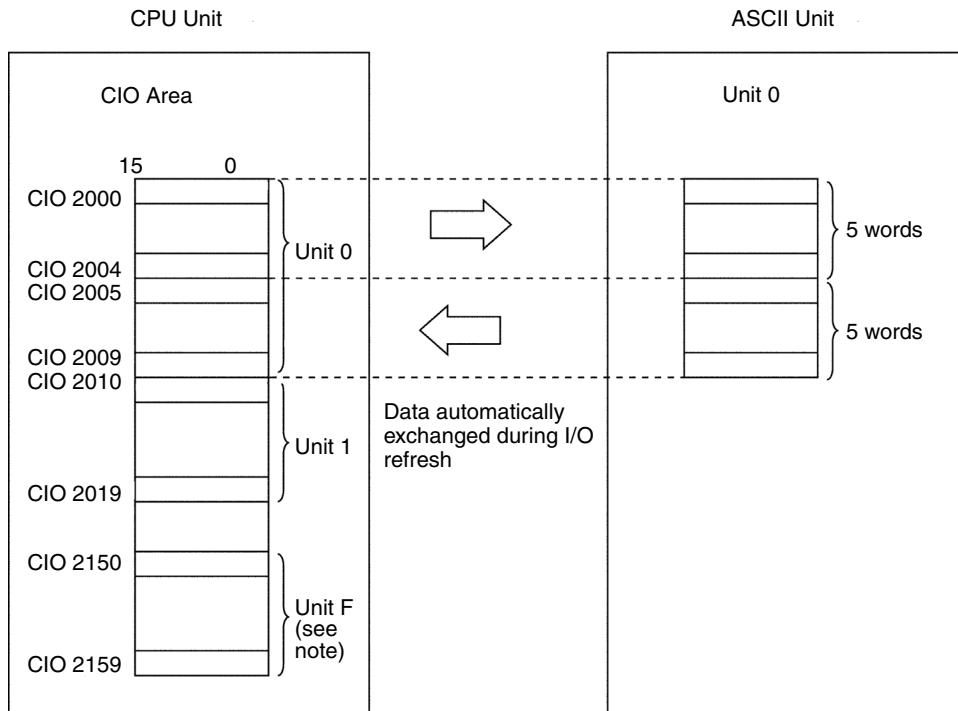 CPU Unit
ASCII Unit
CIO Area
Unit 0
15
0
CIO 2000
CIO 2004
CIO 2005
CIO 2009
CIO 2010
CIO 2019
CIO 2150
CIO 2159
Unit 0
Unit 1
Unit F
(see
note)
5 words
5 words
Data automatically
exchanged during I/O
refresh